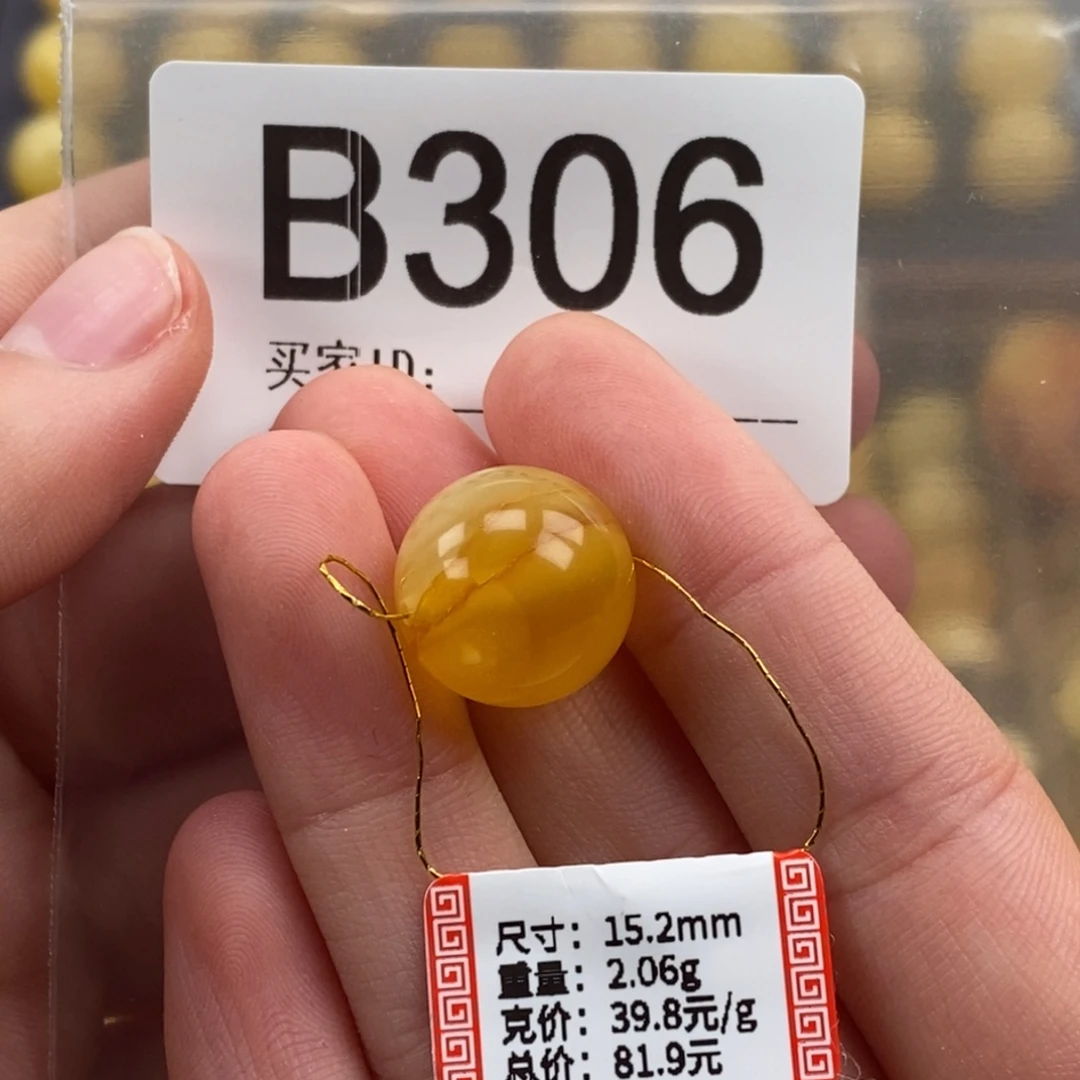 B306
买家ID:
尺寸：15.2mm
重量：2.06g
克价：39.8元/g
总价：81.9元